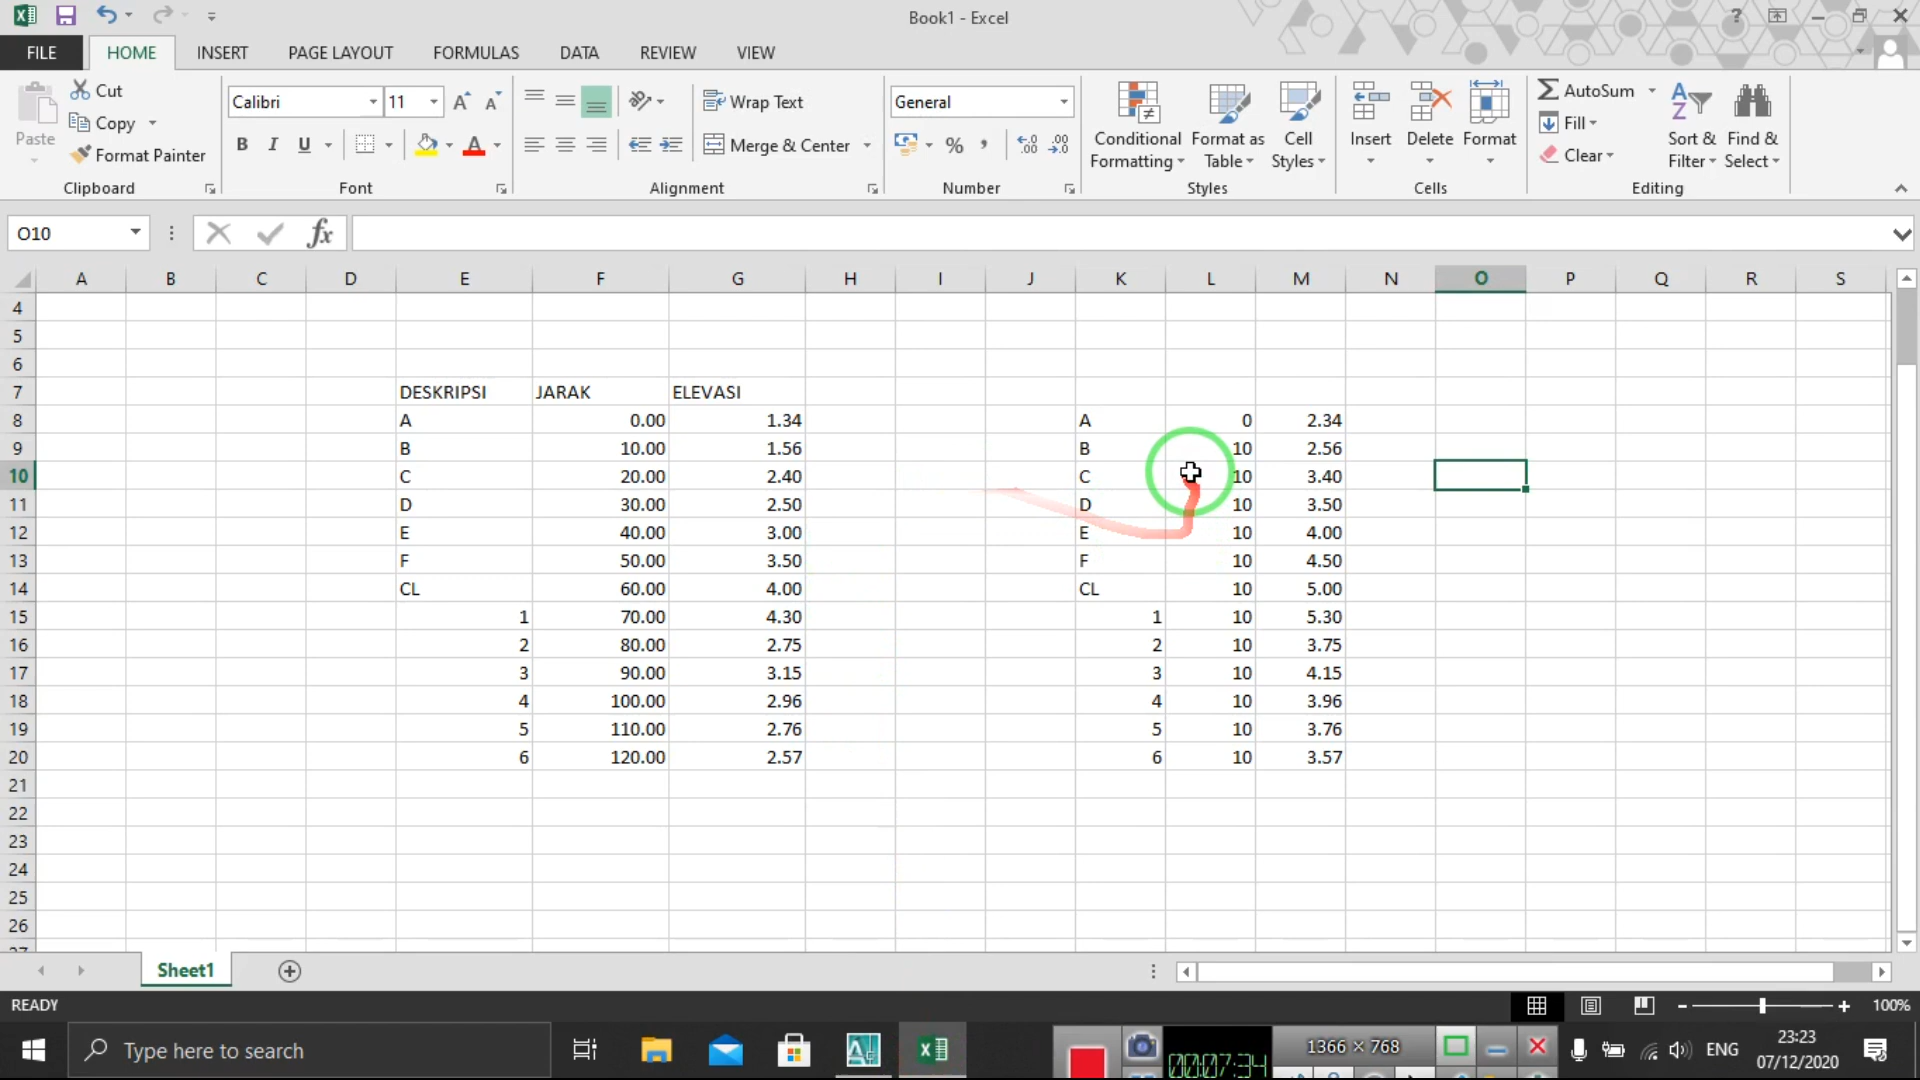 Book1 - Excel
FILE HOME INSERT PAGE LAYOUT FORMULAS DATA REVIEW VIEW
Paste
Cut
Copy
Format Painter
Clipboard
Calibri 11
B I U
Font
Wrap Text
Merge & Center
Alignment
General
%
Number
Conditional Formatting
Format as Table
Cell Styles
Styles
Insert Delete Format
Cells
AutoSum
Fill
Clear
Sort & Filter
Find & Select
Editing
O10 fx
A B C D E F G H I J K L M N O P Q R S
4
5
6
7 DESKRIPSI JARAK ELEVASI
8 A 0.00 1.34 A 0 2.34
9 B 10.00 1.56 B 10 2.56
10 C 20.00 2.40 C 10 3.40
11 D 30.00 2.50 D 10 3.50
12 E 40.00 3.00 E 10 4.00
13 F 50.00 3.50 F 10 4.50
14 CL 60.00 4.00 CL 10 5.00
15 1 70.00 4.30 1 10 5.30
16 2 80.00 2.75 2 10 3.75
17 3 90.00 3.15 3 10 4.15
18 4 100.00 2.96 4 10 3.96
19 5 110.00 2.76 5 10 3.76
20 6 120.00 2.57 6 10 3.57
21
22
23
24
25
26
27
Sheet1
READY 100%
Type here to search
00:07:34
1366 × 768
ENG
23:23
07/12/2020